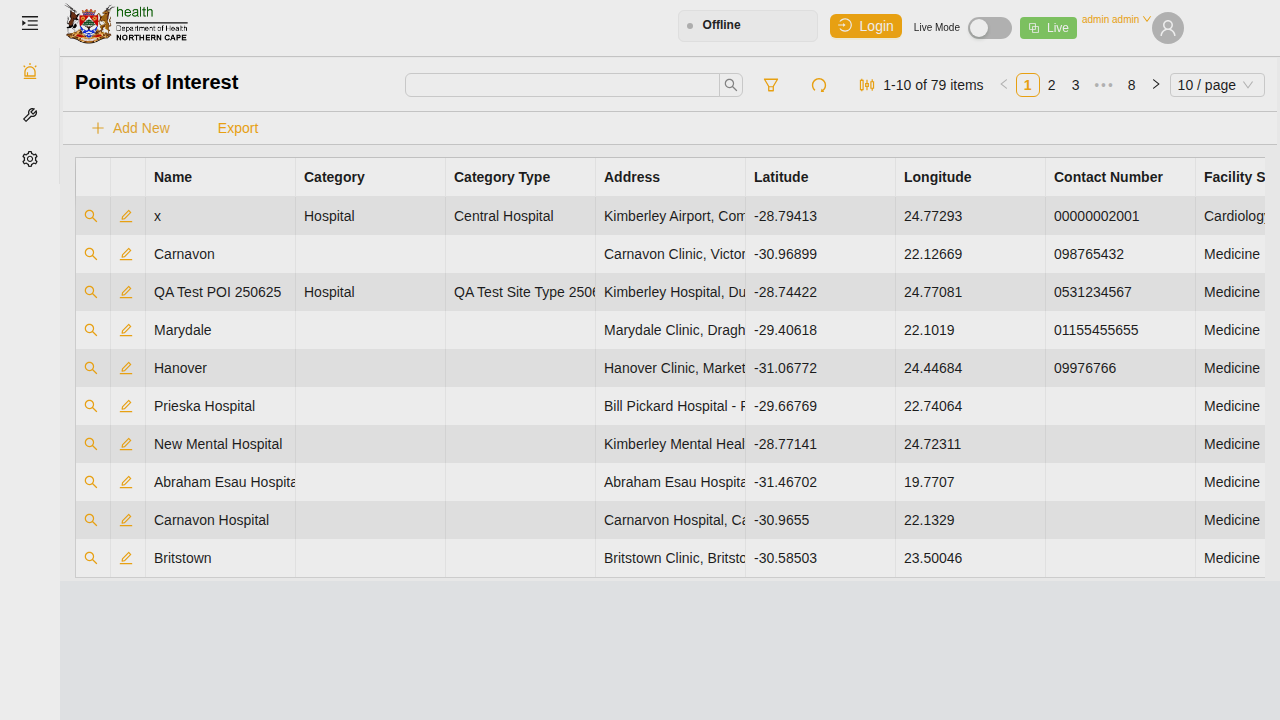 health
Department of Health
NORTHERN CAPE
Offline
Login
Live Mode
Live
admin admin
Points of Interest
1-10 of 79 items
1 2 3 ••• 8
10 / page
Add New
Export
Name Category Category Type Address Latitude Longitude Contact Number Facility S
x Hospital Central Hospital Kimberley Airport, Com -28.79413 24.77293 00000002001 Cardiology
Carnavon Carnavon Clinic, Victor -30.96899 22.12669 098765432 Medicine
QA Test POI 250625 Hospital QA Test Site Type 2506 Kimberley Hospital, Du -28.74422 24.77081 0531234567 Medicine
Marydale Marydale Clinic, Dragh -29.40618 22.1019 01155455655 Medicine
Hanover Hanover Clinic, Market -31.06772 24.44684 09976766 Medicine
Prieska Hospital Bill Pickard Hospital - P -29.66769 22.74064 Medicine
New Mental Hospital Kimberley Mental Heal -28.77141 24.72311 Medicine
Abraham Esau Hospita Abraham Esau Hospita -31.46702 19.7707 Medicine
Carnavon Hospital Carnarvon Hospital, Ca -30.9655 22.1329 Medicine
Britstown Britstown Clinic, Britsto -30.58503 23.50046 Medicine